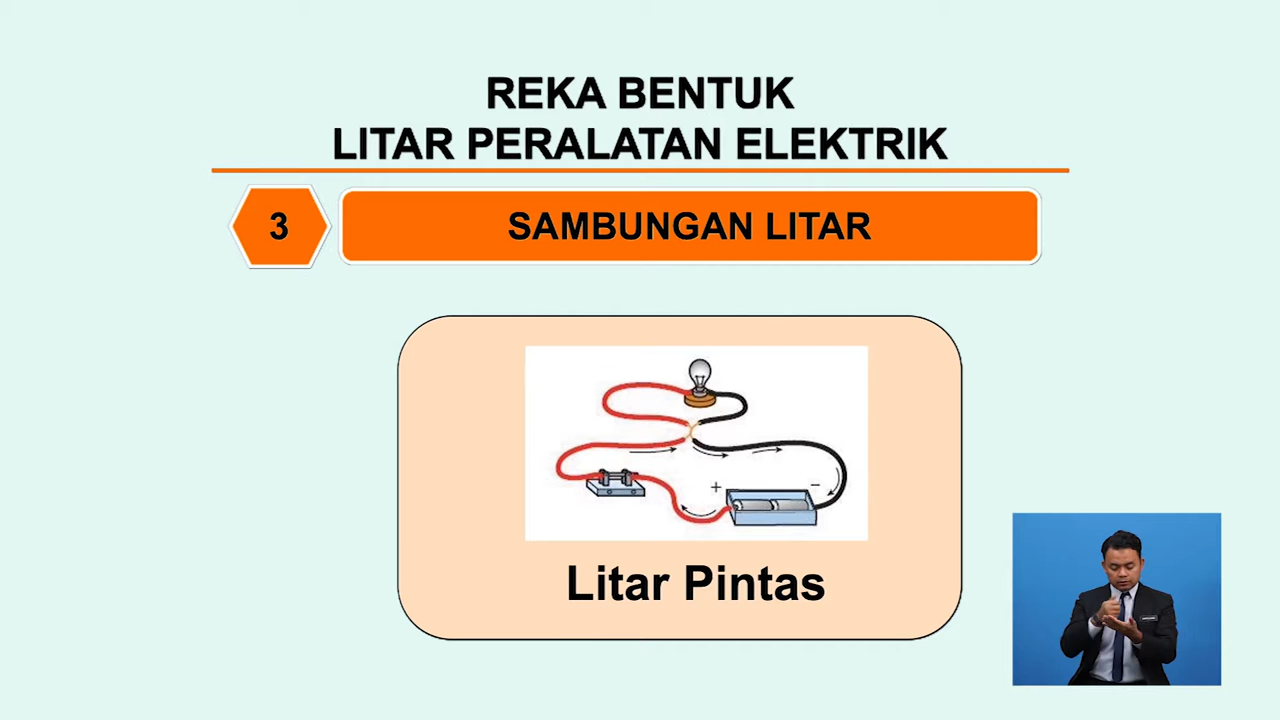 REKA BENTUK
LITAR PERALATAN ELEKTRIK
3
SAMBUNGAN LITAR
+
−
Litar Pintas